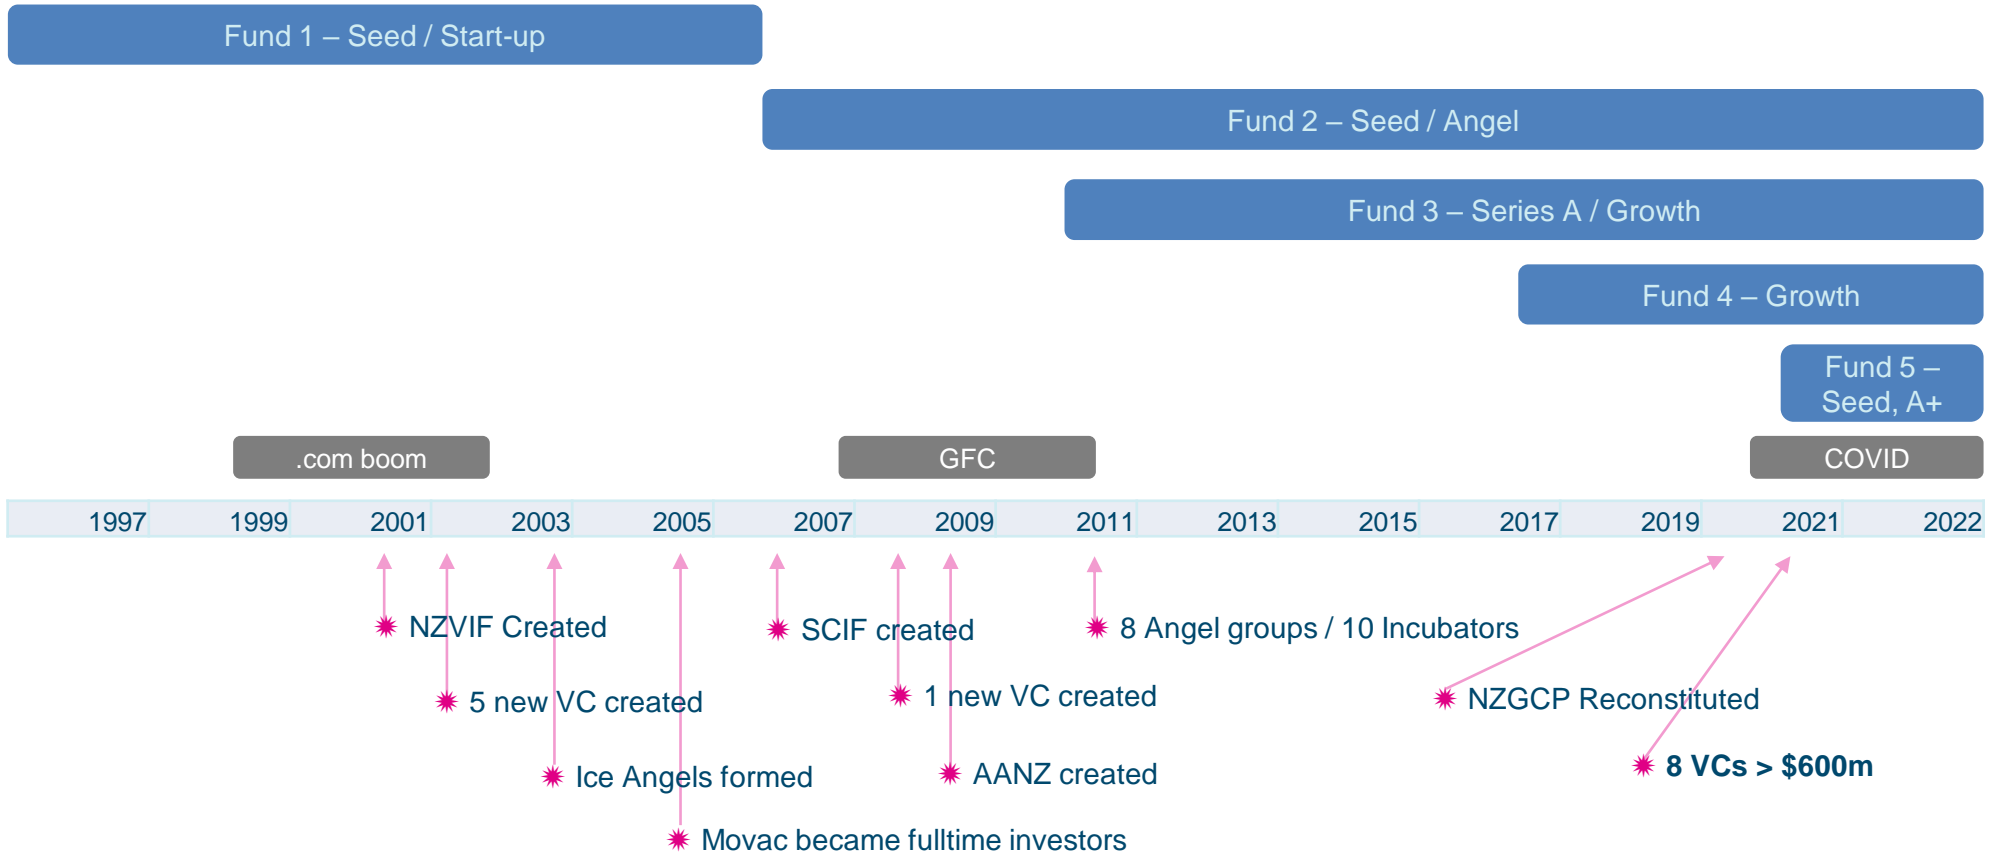 Fund 1 – Seed / Start-up
Fund 2 – Seed / Angel
Fund 3 – Series A / Growth
Fund 4 – Growth
Fund 5 –
Seed, A+
.com boom
GFC
COVID
1997 1999 2001 2003 2005 2007 2009 2011 2013 2015 2017 2019 2021 2022
NZVIF Created
SCIF created
8 Angel groups / 10 Incubators
5 new VC created
1 new VC created
NZGCP Reconstituted
Ice Angels formed
AANZ created
8 VCs > $600m
Movac became fulltime investors